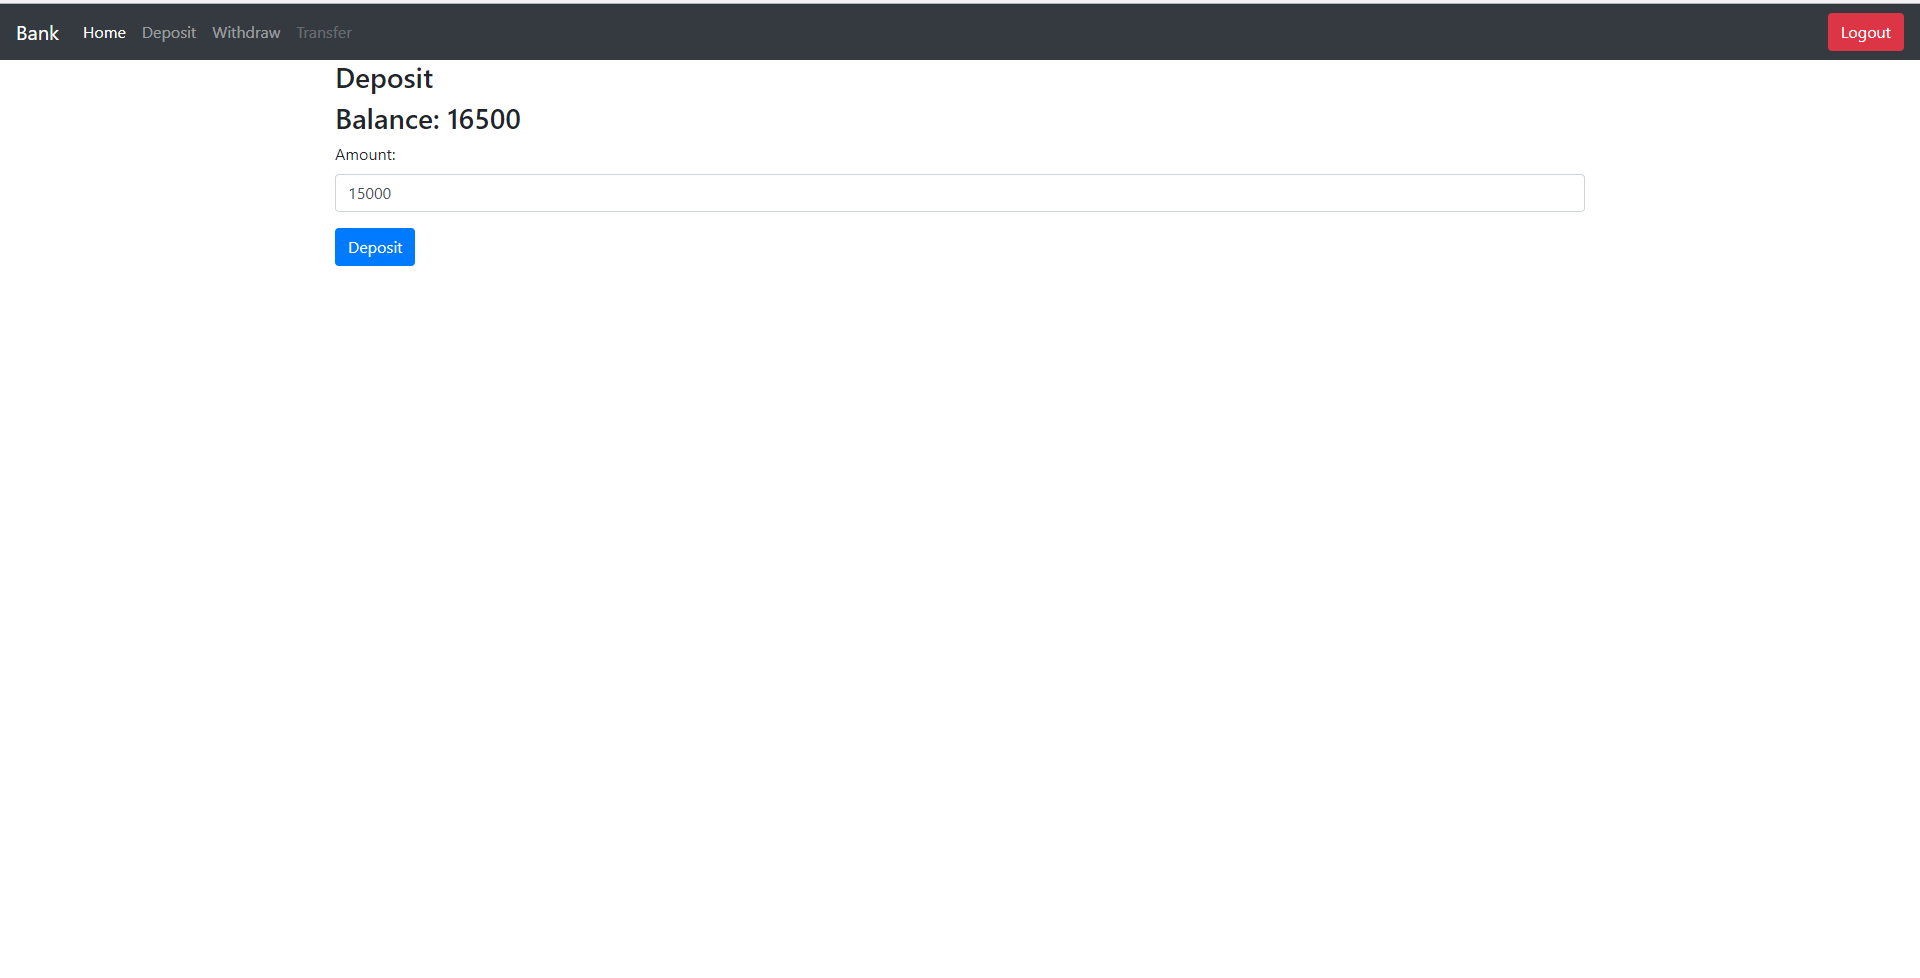 Bank Home Deposit Withdraw Transfer Logout
Deposit
Balance: 16500
Amount:
15000
Deposit